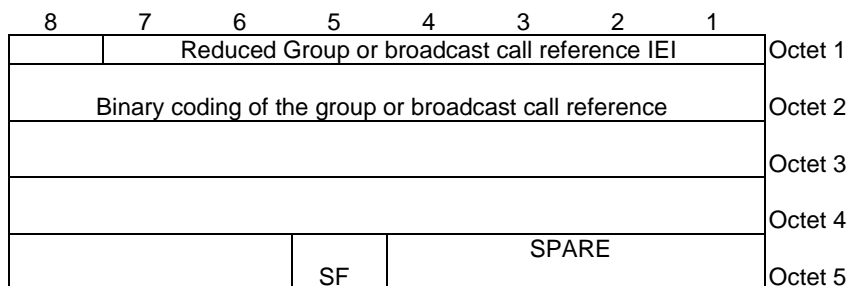 8 7 6 5 4 3 2 1
Reduced Group or broadcast call reference IEI Octet 1
Binary coding of the group or broadcast call reference Octet 2
Octet 3
Octet 4
SPARE
SF Octet 5